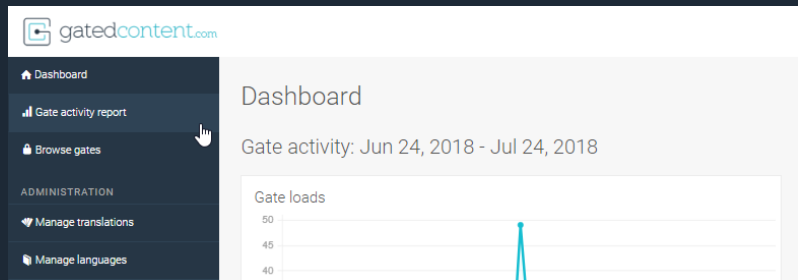 gatedcontent.com
Dashboard
Gate activity report
Browse gates
ADMINISTRATION
Manage translations
Manage languages
Dashboard
Gate activity: Jun 24, 2018 - Jul 24, 2018
Gate loads
50
45
40